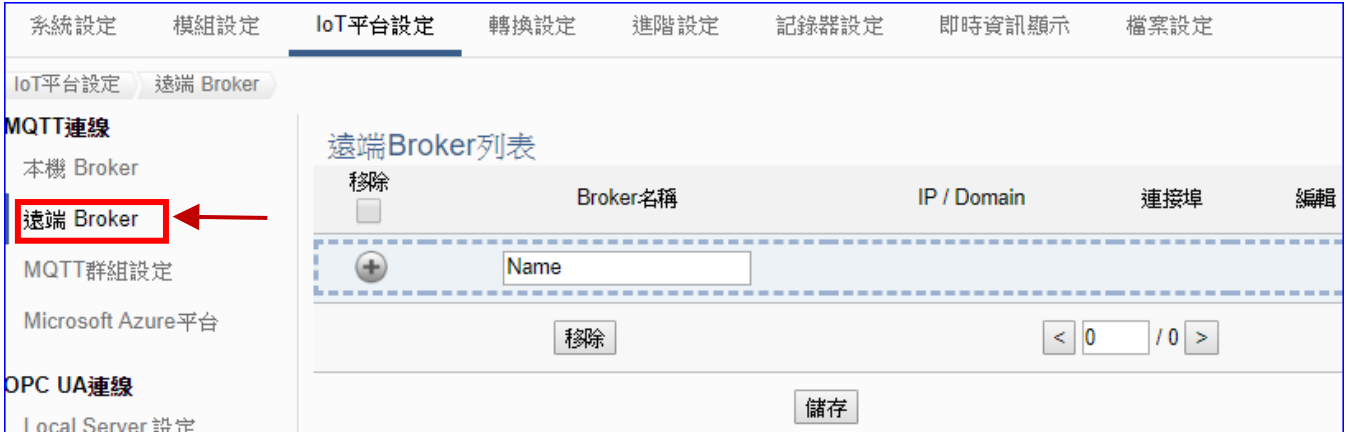 系統設定 模組設定 IoT平台設定 轉換設定 進階設定 記錄器設定 即時資訊顯示 檔案設定
IoT平台設定 遠端 Broker
MQTT連線
本機 Broker
遠端 Broker
MQTT群組設定
Microsoft Azure平台
OPC UA連線
Local Server 設定
遠端Broker列表
移除 Broker名稱 IP / Domain 連接埠 編輯
Name
移除 < 0 / 0 >
儲存